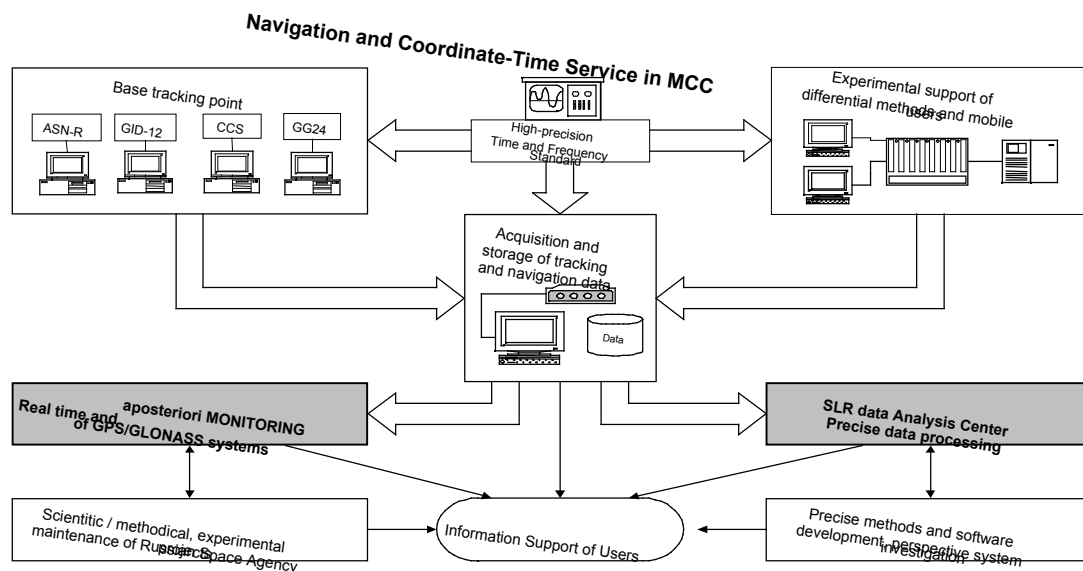 Navigation and Coordinate-Time Service in MCC
Base tracking point
ASN-R
GID-12
CCS
GG24
High-precision
Time and Frequency
Standard
Experimental support of
differential methods and mobile
users
Acquisition and
storage of tracking
and navigation data
Data
Real time and aposteriori MONITORING
of GPS/GLONASS systems
SLR data Analysis Center
Precise data processing
Scientitic / methodical, experimental
maintenance of Russian Space Agency
projects
Information Support of Users
Precise methods and software
development, perspective system
investigation